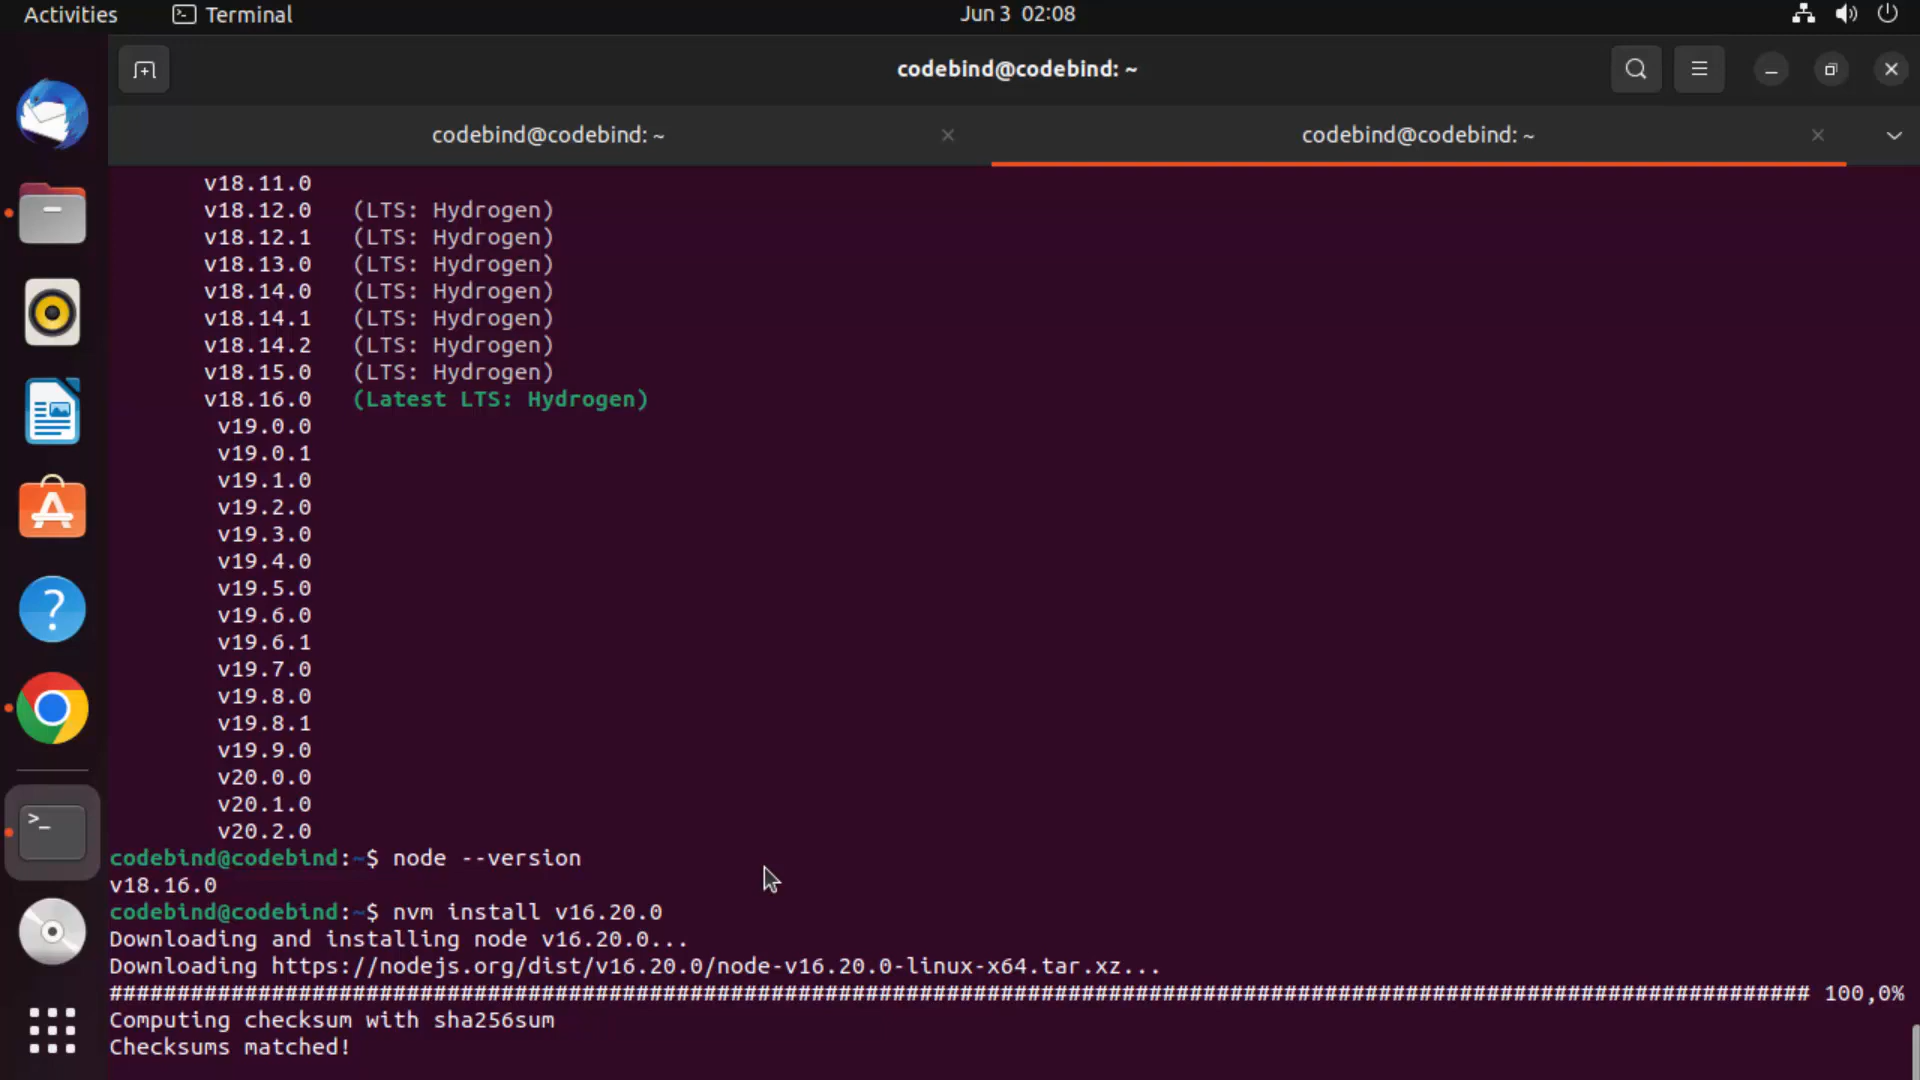 Activities Terminal Jun 3 02:08
codebind@codebind: ~
codebind@codebind: ~ codebind@codebind: ~
v18.11.0
v18.12.0 (LTS: Hydrogen)
v18.12.1 (LTS: Hydrogen)
v18.13.0 (LTS: Hydrogen)
v18.14.0 (LTS: Hydrogen)
v18.14.1 (LTS: Hydrogen)
v18.14.2 (LTS: Hydrogen)
v18.15.0 (LTS: Hydrogen)
v18.16.0 (Latest LTS: Hydrogen)
v19.0.0
v19.0.1
v19.1.0
v19.2.0
v19.3.0
v19.4.0
v19.5.0
v19.6.0
v19.6.1
v19.7.0
v19.8.0
v19.8.1
v19.9.0
v20.0.0
v20.1.0
v20.2.0
codebind@codebind:~$ node --version
v18.16.0
codebind@codebind:~$ nvm install v16.20.0
Downloading and installing node v16.20.0...
Downloading https://nodejs.org/dist/v16.20.0/node-v16.20.0-linux-x64.tar.xz...
############################################################################################################################## 100,0%
Computing checksum with sha256sum
Checksums matched!